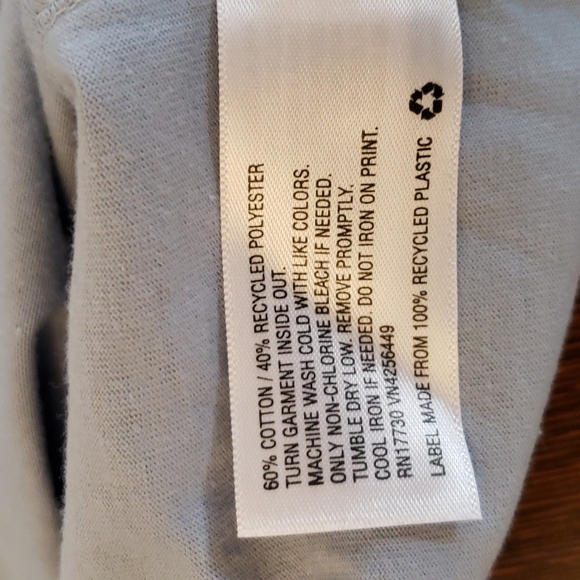 60% COTTON / 40% RECYCLED POLYESTER
TURN GARMENT INSIDE OUT.
MACHINE WASH COLD WITH LIKE COLORS.
ONLY NON-CHLORINE BLEACH IF NEEDED.
TUMBLE DRY LOW. REMOVE PROMPTLY.
COOL IRON IF NEEDED. DO NOT IRON ON PRINT.
RN17730 VN4256449
LABEL MADE FROM 100% RECYCLED PLASTIC